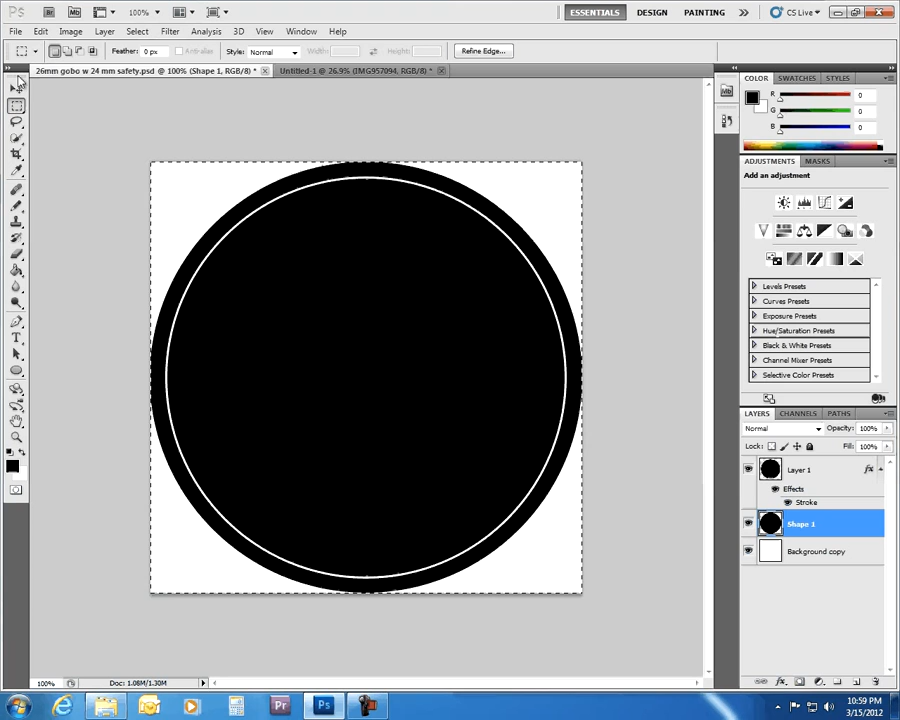 Ps Br Mb 100% ESSENTIALS DESIGN PAINTING CS Live
File Edit Image Layer Select Filter Analysis 3D View Window Help
Feather: 0 px Anti-alias Style: Normal Width: Height: Refine Edge...
26mm gobo w 24 mm safety.psd @ 100% (Shape 1, RGB/8) * Untitled-1 @ 26.9% (IMG957094, RGB/8) *
COLOR SWATCHES STYLES
Mb
R 0
G 0
B 0
ADJUSTMENTS MASKS
Add an adjustment
Levels Presets
Curves Presets
Exposure Presets
Hue/Saturation Presets
Black & White Presets
Channel Mixer Presets
Selective Color Presets
LAYERS CHANNELS PATHS
Normal Opacity: 100%
Lock: Fill: 100%
Layer 1 fx
Effects
Stroke
Shape 1
Background copy
100% Doc: 1.08M/1.30M
Pr Ps
10:59 PM
3/15/2012